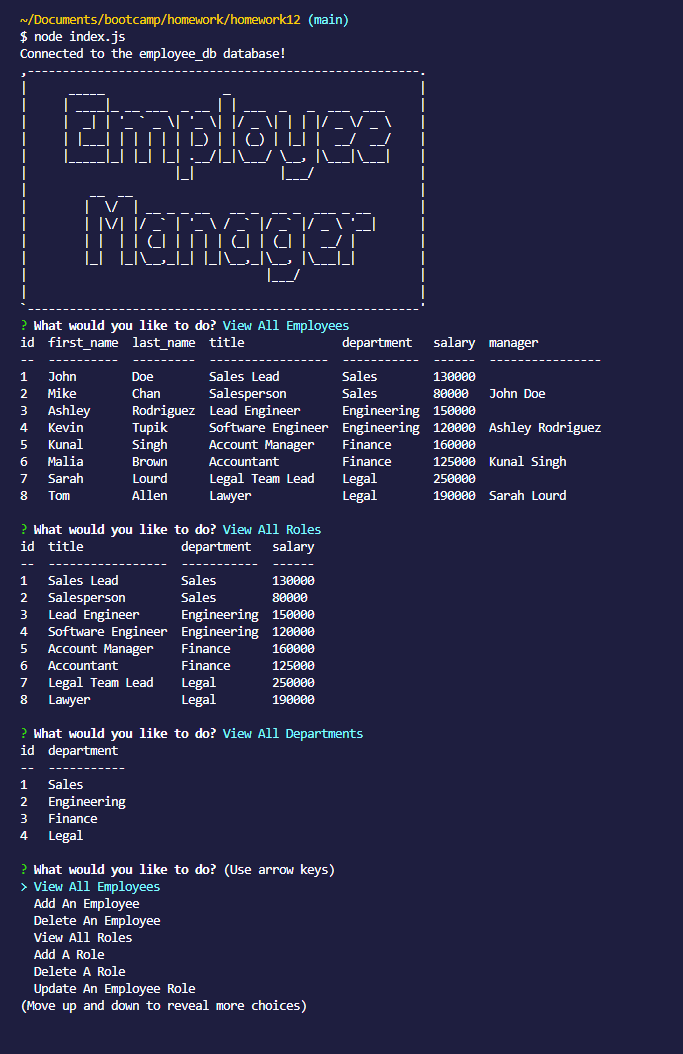 ~/Documents/bootcamp/homework/homework12 (main)
$ node index.js
Connected to the employee_db database!
Employee
Manager
? What would you like to do? View All Employees
id  first_name  last_name  title              department   salary  manager
--  ----------  ---------  -----------------  -----------  ------  ----------------
1   John        Doe        Sales Lead         Sales        130000
2   Mike        Chan       Salesperson        Sales        80000   John Doe
3   Ashley      Rodriguez  Lead Engineer      Engineering  150000
4   Kevin       Tupik      Software Engineer  Engineering  120000  Ashley Rodriguez
5   Kunal       Singh      Account Manager    Finance      160000
6   Malia       Brown      Accountant         Finance      125000  Kunal Singh
7   Sarah       Lourd      Legal Team Lead    Legal        250000
8   Tom         Allen      Lawyer             Legal        190000  Sarah Lourd
? What would you like to do? View All Roles
id  title              department   salary
--  -----------------  -----------  ------
1   Sales Lead         Sales        130000
2   Salesperson        Sales        80000
3   Lead Engineer      Engineering  150000
4   Software Engineer  Engineering  120000
5   Account Manager    Finance      160000
6   Accountant         Finance      125000
7   Legal Team Lead    Legal        250000
8   Lawyer             Legal        190000
? What would you like to do? View All Departments
id  department
--  -----------
1   Sales
2   Engineering
3   Finance
4   Legal
? What would you like to do? (Use arrow keys)
> View All Employees
  Add An Employee
  Delete An Employee
  View All Roles
  Add A Role
  Delete A Role
  Update An Employee Role
(Move up and down to reveal more choices)